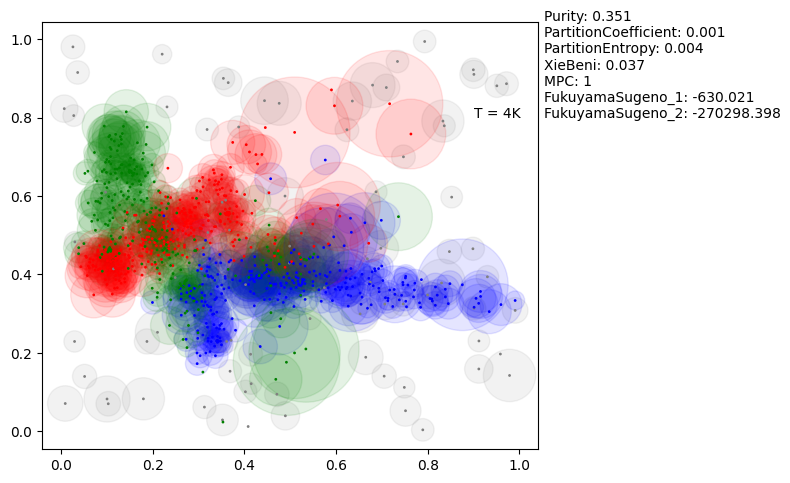 Purity: 0.351
PartitionCoefficient: 0.001
PartitionEntropy: 0.004
XieBeni: 0.037
MPC: 1
FukuyamaSugeno_1: -630.021
FukuyamaSugeno_2: -270298.398
T = 4K
1.0
0.8
0.6
0.4
0.2
0.0
0.0 0.2 0.4 0.6 0.8 1.0